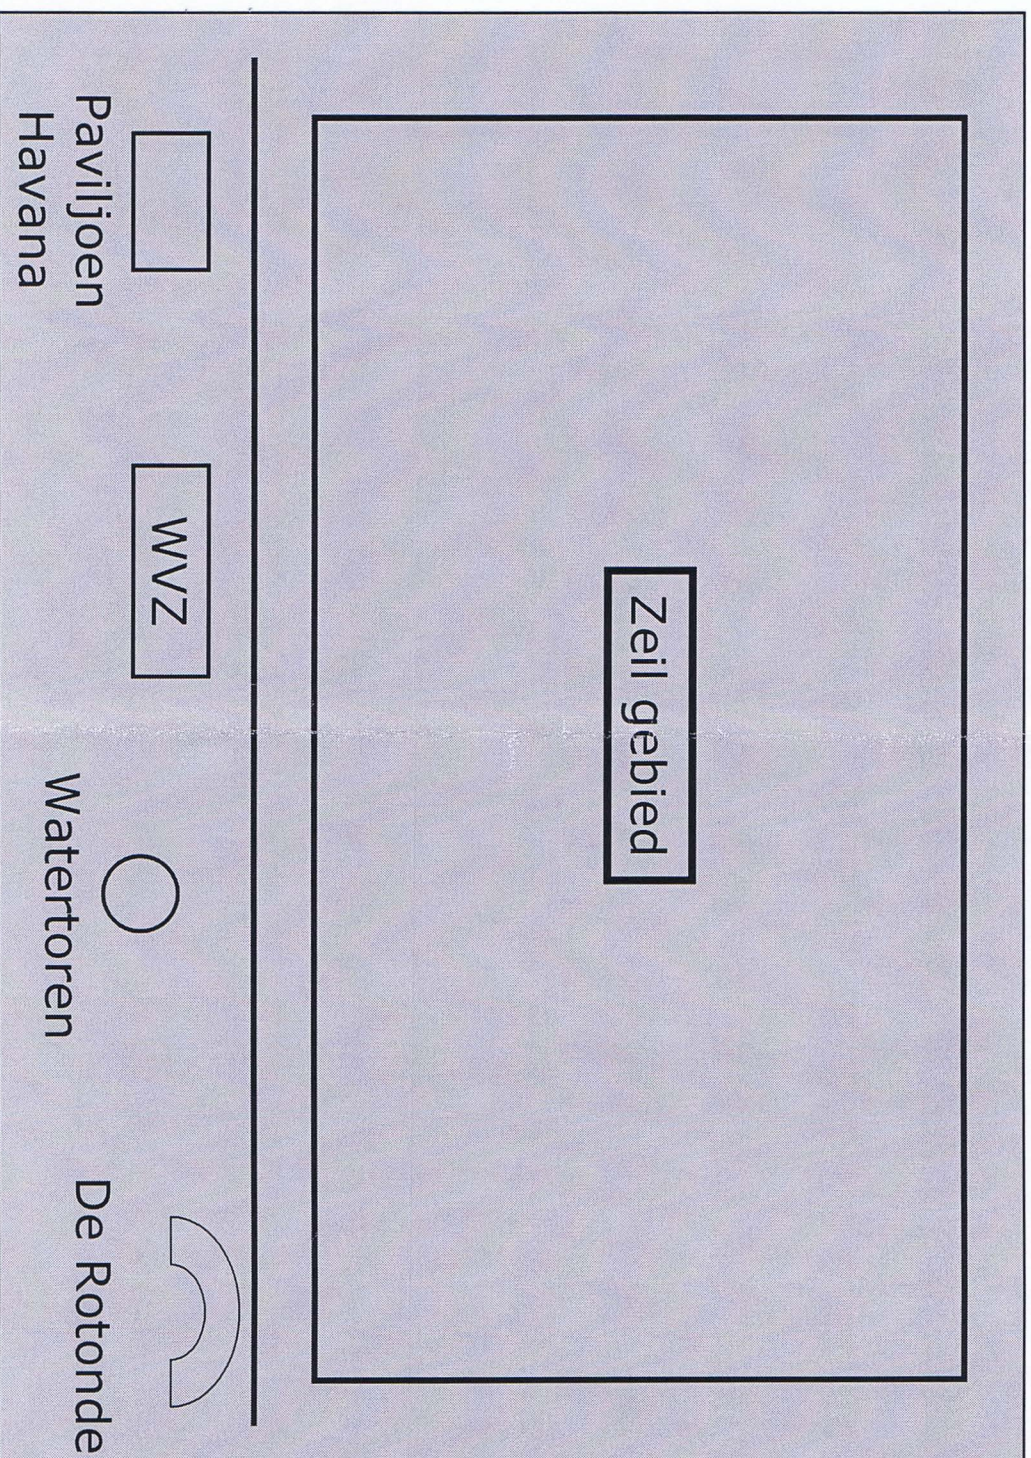 Zeil gebied
WVZ
Watertoren
De Rotonde
Paviljoen
Havana